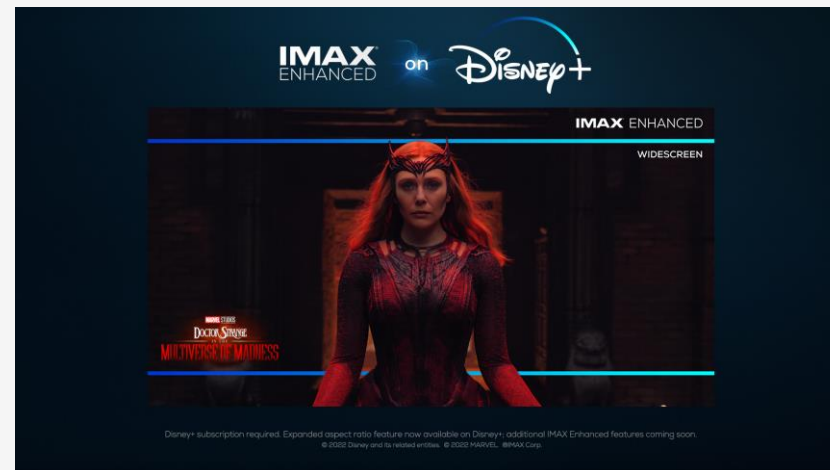 IMAX® on Disney+
ENHANCED
IMAX ENHANCED
WIDESCREEN
MARVEL STUDIOS
DOCTOR STRANGE
IN THE
MULTIVERSE OF MADNESS
Disney+ subscription required. Expanded aspect ratio feature now available on Disney+; additional IMAX Enhanced features coming soon.
© 2022 Disney and its related entities. © 2022 MARVEL. ®IMAX Corp.